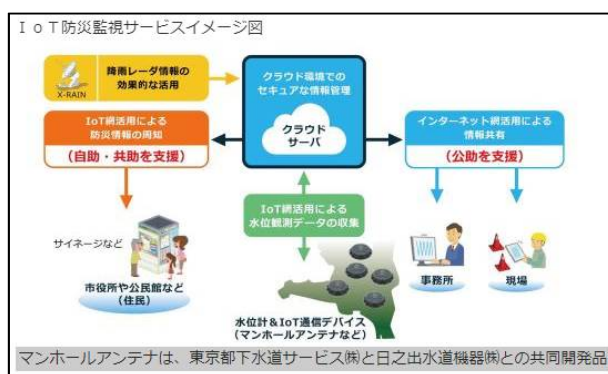 ＩｏＴ防災監視サービスイメージ図
X-RAIN
降雨レーダ情報の
効果的な活用
クラウド環境での
セキュアな情報管理
クラウド
サーバ
IoT網活用による
防災情報の周知
(自助・共助を支援)
インターネット網活用による
情報共有
(公助を支援)
IoT網活用による
水位観測データの収集
サイネージなど
市役所や公民館など
(住民)
事務所
現場
水位計＆IoT通信デバイス
(マンホールアンテナなど)
マンホールアンテナは、東京都下水道サービス㈱と日之出水道機器㈱との共同開発品